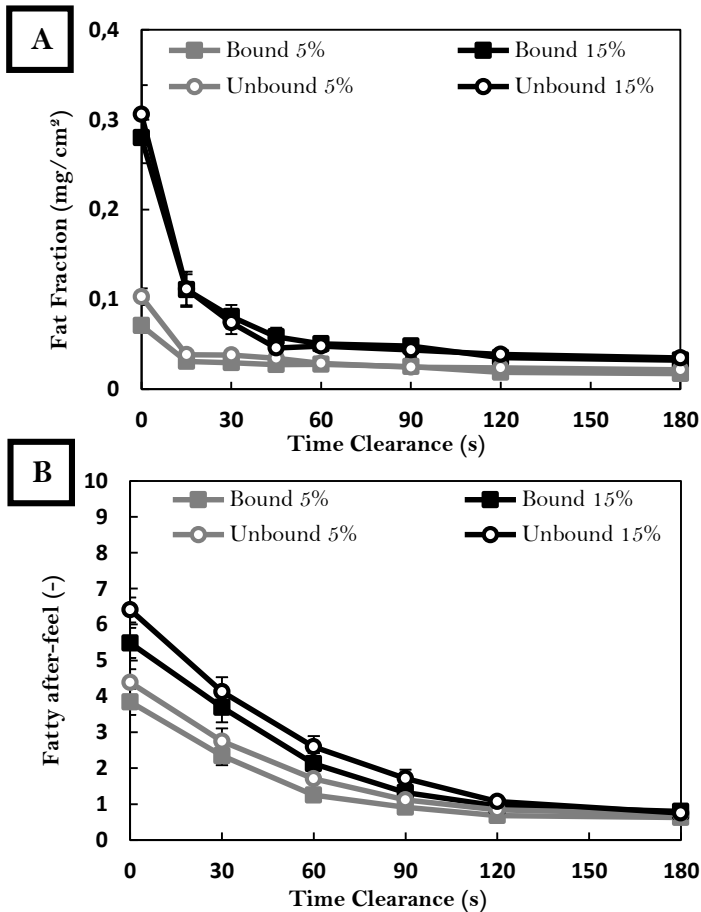 A
0,4
Bound 5%
Bound 15%
Unbound 5%
Unbound 15%
0,3
0,2
0,1
0
Fat Fraction (mg/cm²)
0 30 60 90 120 150 180
Time Clearance (s)
B
10
Bound 5%
Bound 15%
9
Unbound 5%
Unbound 15%
8
7
6
5
4
3
2
1
0
Fatty after-feel (-)
0 30 60 90 120 150 180
Time Clearance (s)